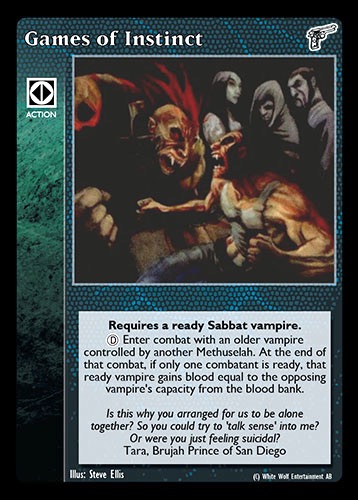 Games of Instinct
ACTION
Requires a ready Sabbat vampire.
Ⓓ Enter combat with an older vampire
controlled by another Methuselah. At the end of
that combat, if only one combatant is ready, that
ready vampire gains blood equal to the opposing
vampire's capacity from the blood bank.
Is this why you arranged for us to be alone
together? So you could try to 'talk sense' into me?
Or were you just feeling suicidal?
Tara, Brujah Prince of San Diego
Illus: Steve Ellis
(C) White Wolf Entertainment AB